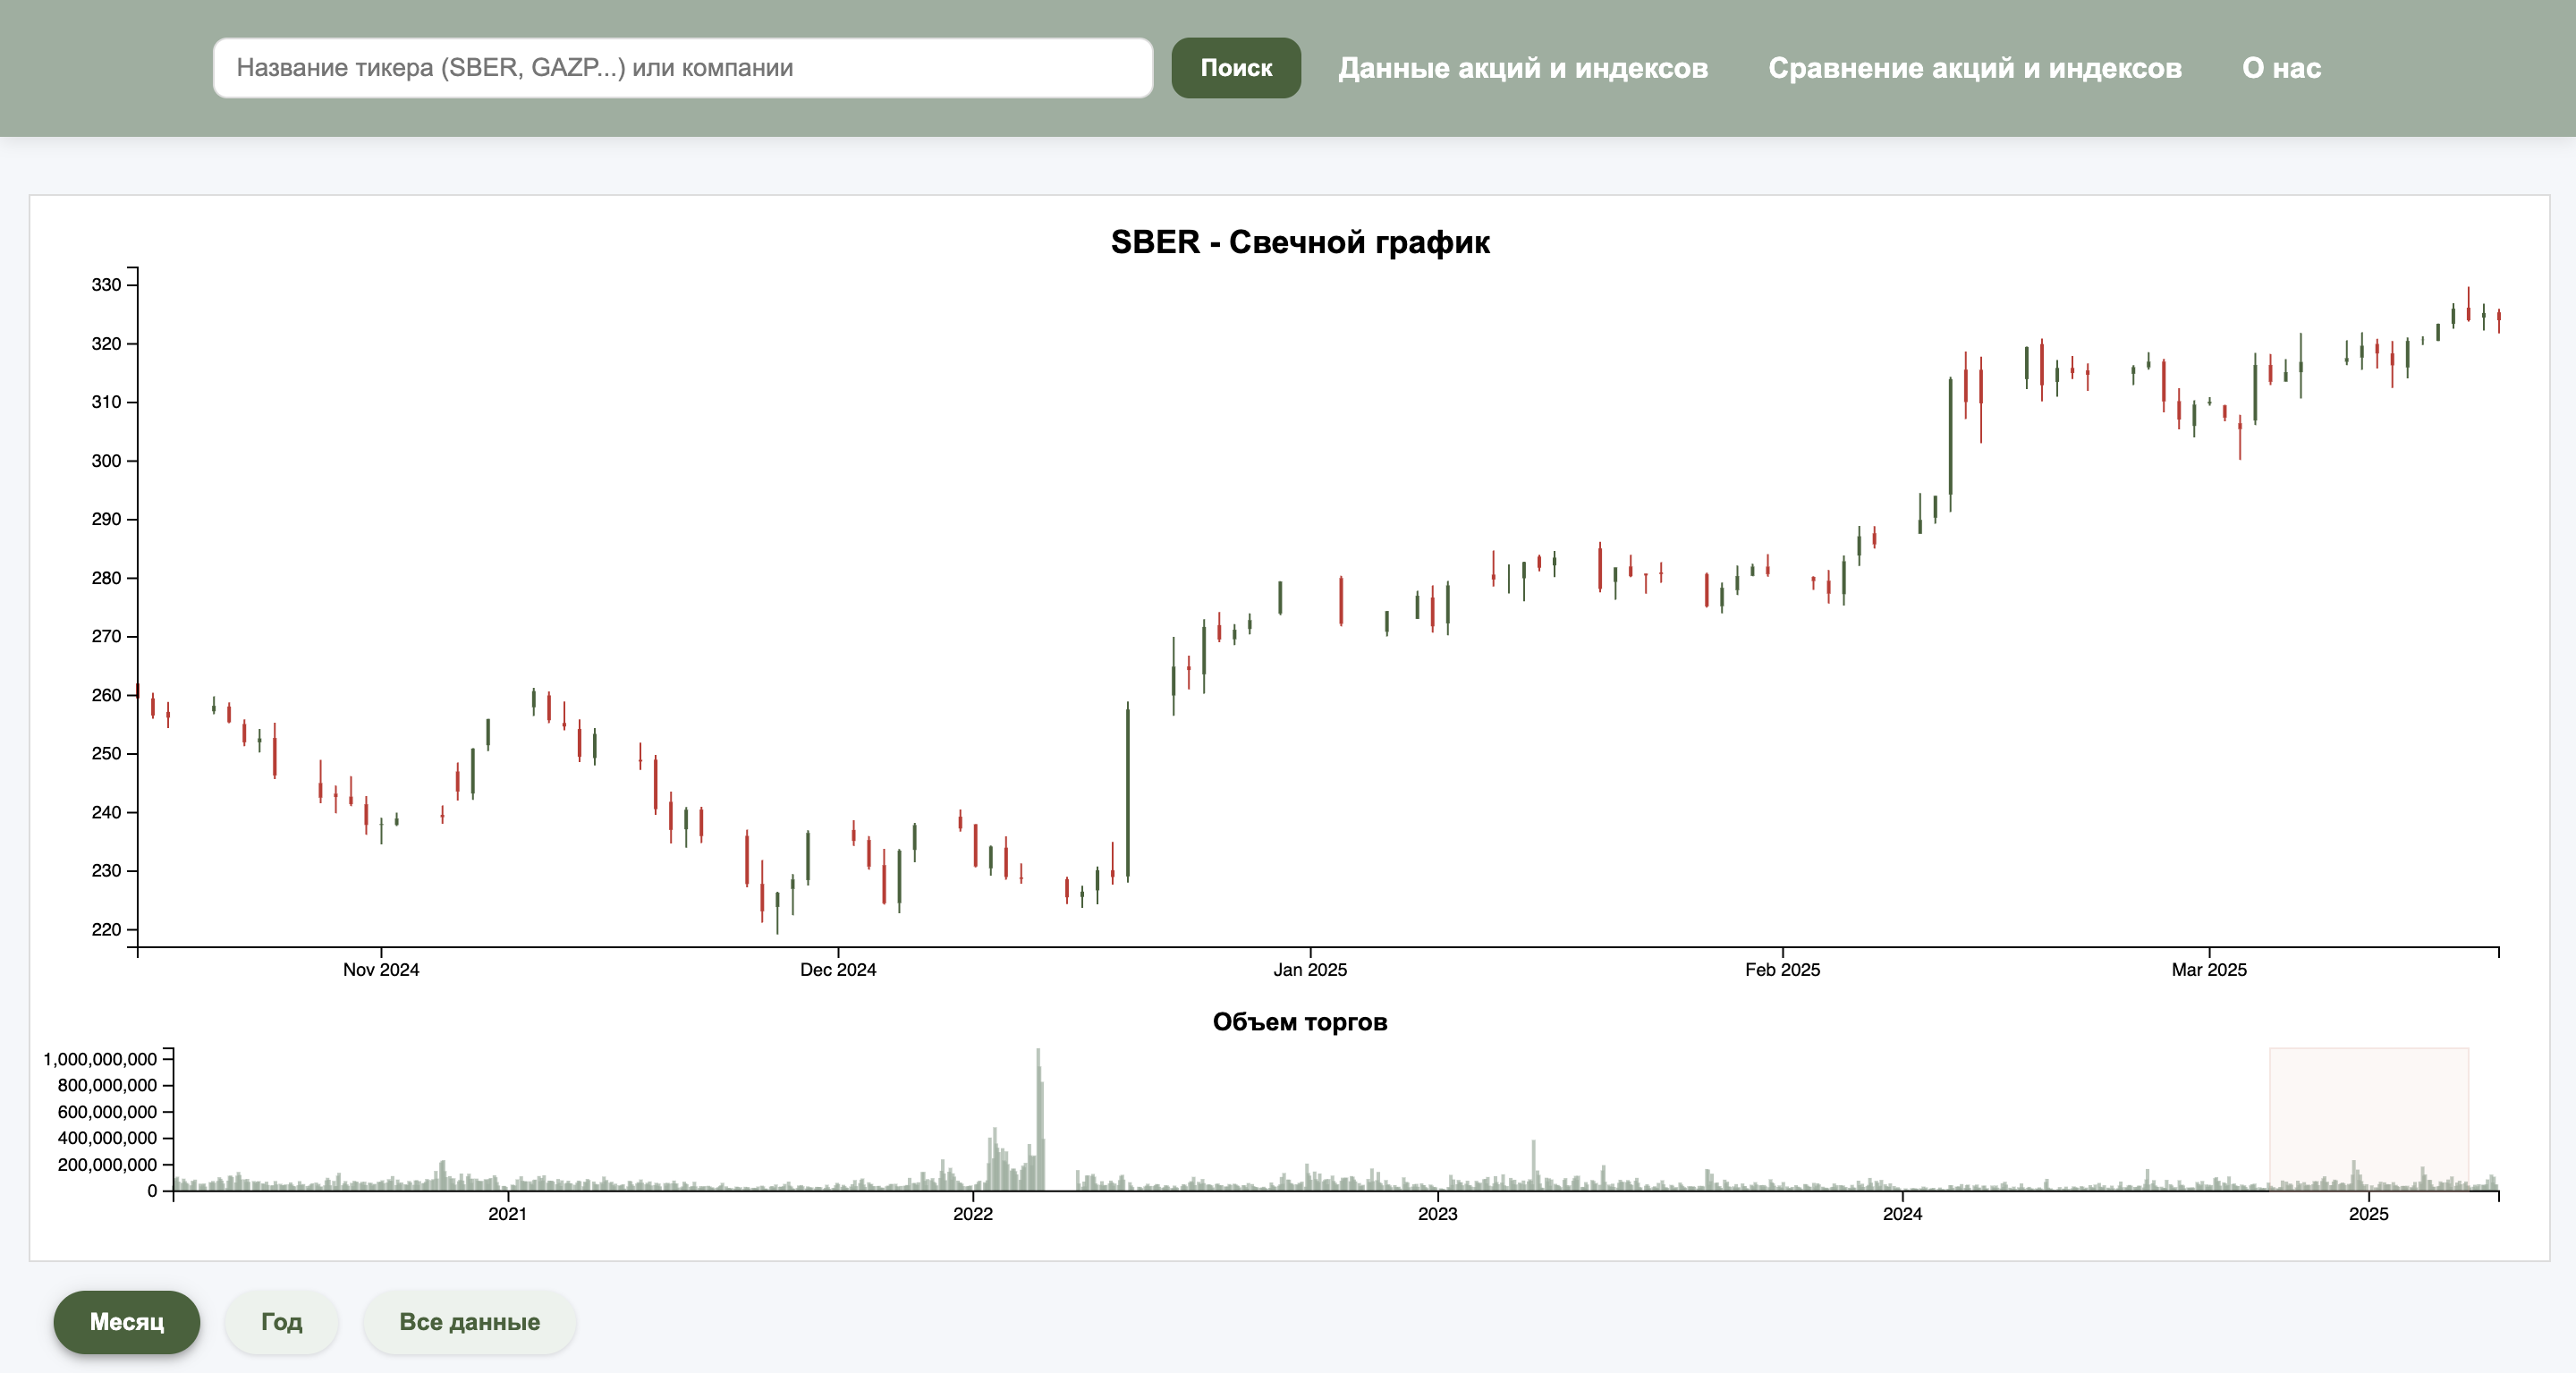 Название тикера (SBER, GAZP...) или компании
Поиск
Данные акций и индексов
Сравнение акций и индексов
О нас
SBER - Свечной график
330
320
310
300
290
280
270
260
250
240
230
220
Nov 2024
Dec 2024
Jan 2025
Feb 2025
Mar 2025
Объем торгов
1,000,000,000
800,000,000
600,000,000
400,000,000
200,000,000
0
2021
2022
2023
2024
2025
Месяц
Год
Все данные